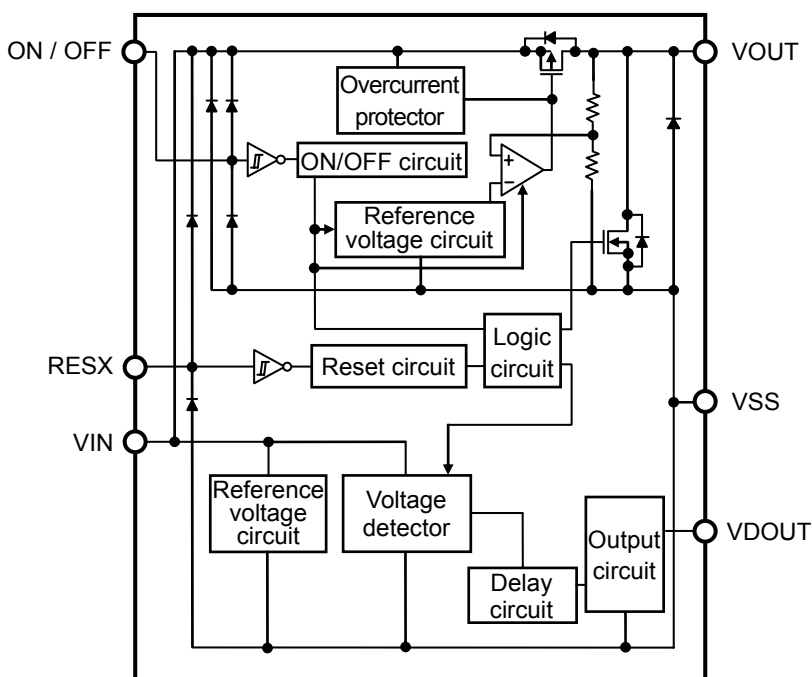 ON / OFF
VOUT
Overcurrent
protector
+
−
ON/OFF circuit
Reference
voltage circuit
RESX
Reset circuit
Logic
circuit
VSS
VIN
Reference
voltage
circuit
Voltage
detector
Delay
circuit
Output
circuit
VDOUT